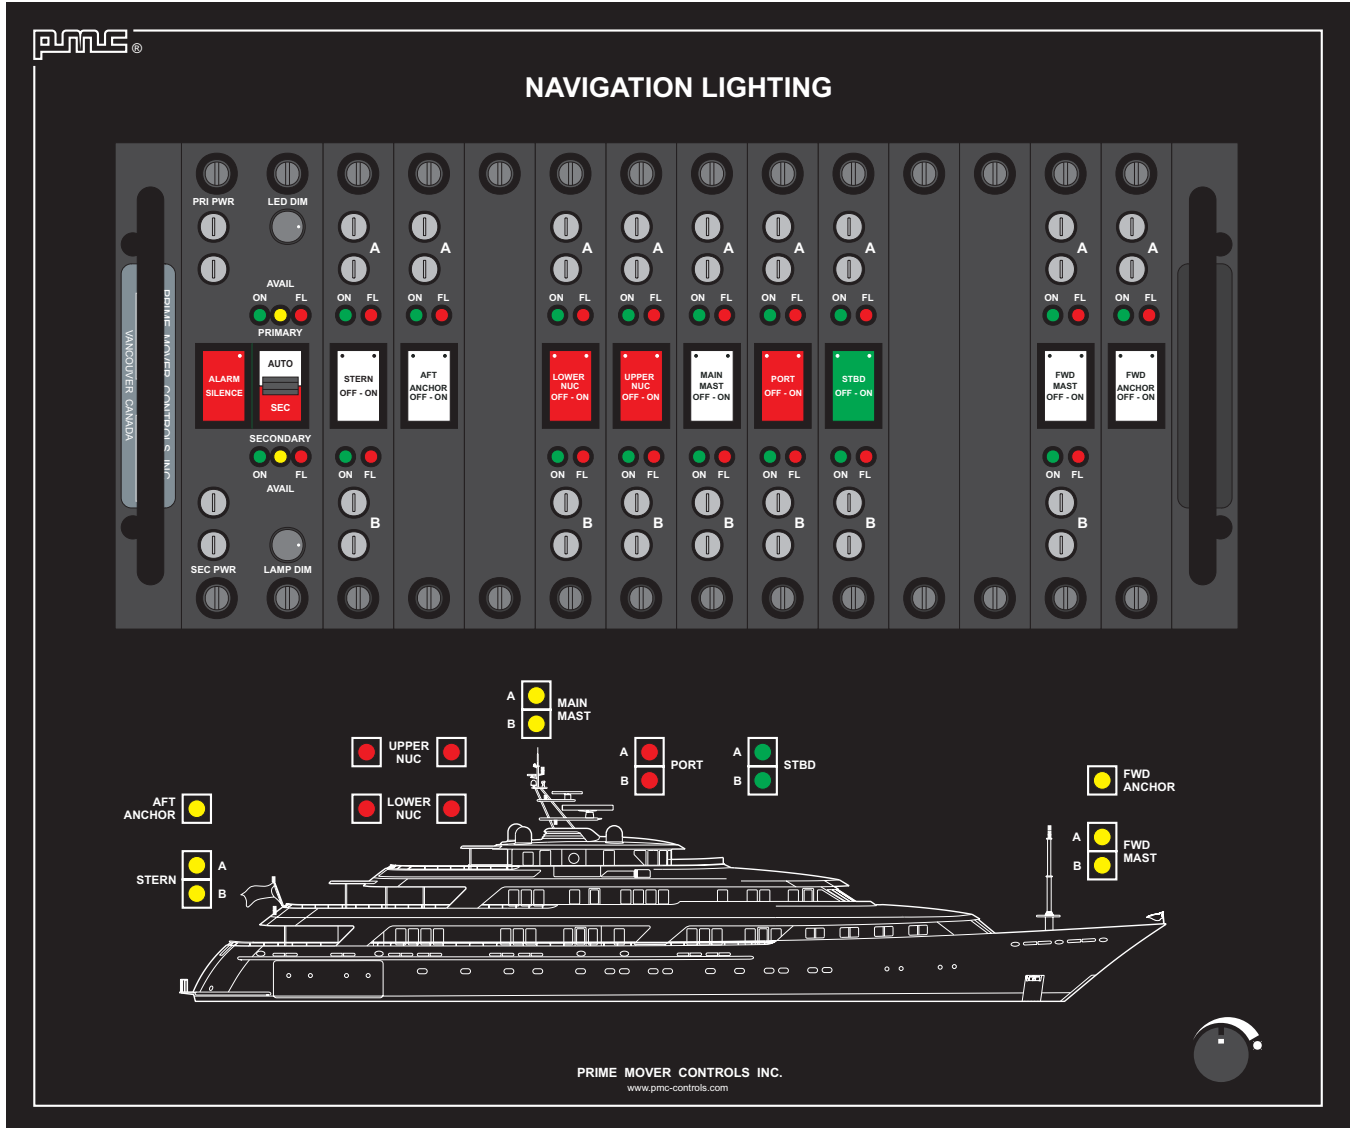 pmc ®
NAVIGATION LIGHTING
PRI PWR LED DIM
A A A A A A A A A
AVAIL
ON FL ON FL ON FL ON FL ON FL ON FL ON FL ON FL ON FL ON FL
PRIMARY
PRIME MOVER CONTROLS INC
VANCOUVER CANADA
ALARM
SILENCE
AUTO
SEC
STERN
OFF - ON
AFT
ANCHOR
OFF - ON
LOWER
NUC
OFF - ON
UPPER
NUC
OFF - ON
MAIN
MAST
OFF - ON
PORT
OFF - ON
STBD
OFF - ON
FWD
MAST
OFF - ON
FWD
ANCHOR
OFF - ON
SECONDARY
ON FL ON FL ON FL ON FL ON FL ON FL ON FL ON FL
AVAIL
B B B B B B B
SEC PWR LAMP DIM
A
B
MAIN
MAST
UPPER
NUC
A
B
PORT
A
B
STBD
FWD
ANCHOR
AFT
ANCHOR
LOWER
NUC
A
B
FWD
MAST
STERN
A
B
PRIME MOVER CONTROLS INC.
www.pmc-controls.com